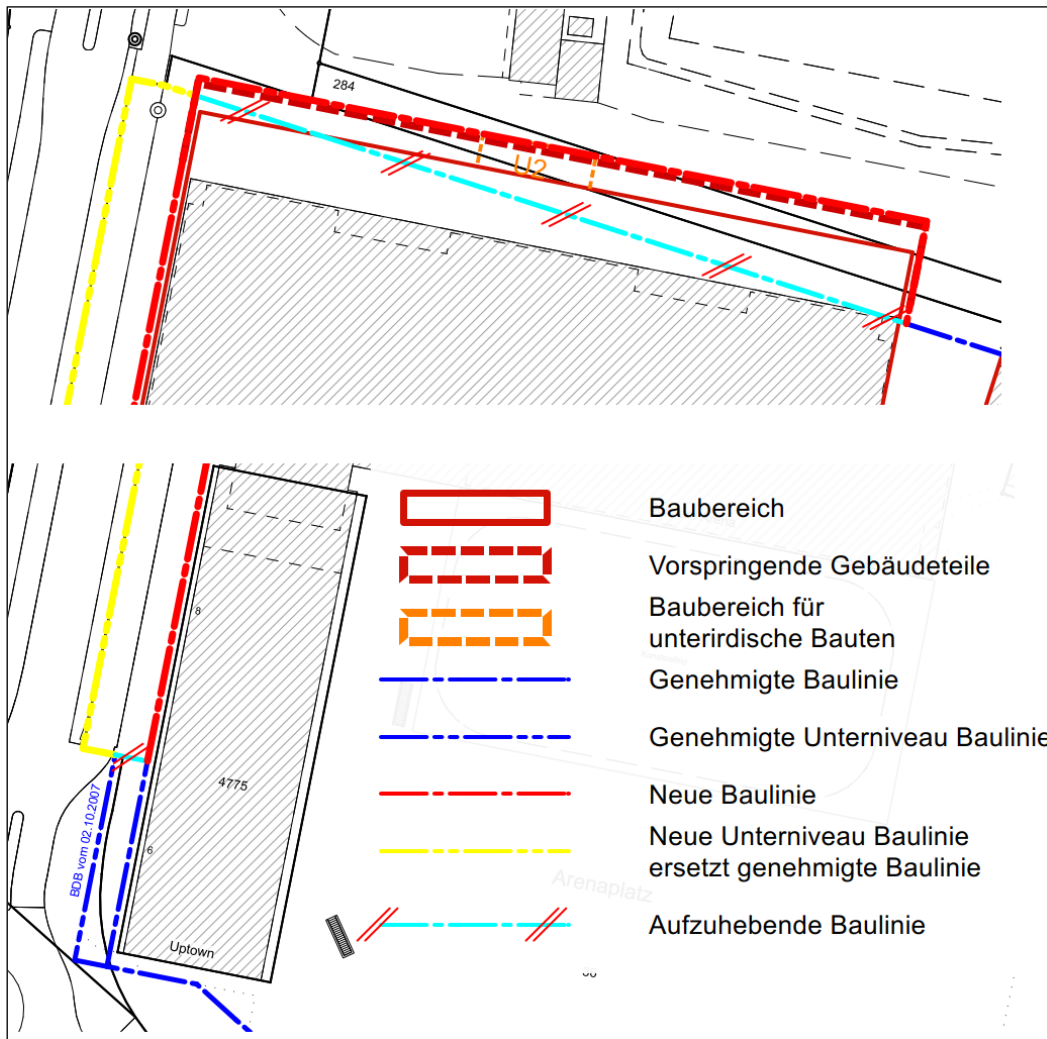 284
U2
Baubereich
Vorspringende Gebäudeteile
Baubereich für
unterirdische Bauten
Genehmigte Baulinie
Genehmigte Unterniveau Baulinie
Neue Baulinie
Neue Unterniveau Baulinie
ersetzt genehmigte Baulinie
Aufzuhebende Baulinie
8
4775
6
BDB vom 02.10.2007
Uptown
Arenaplatz